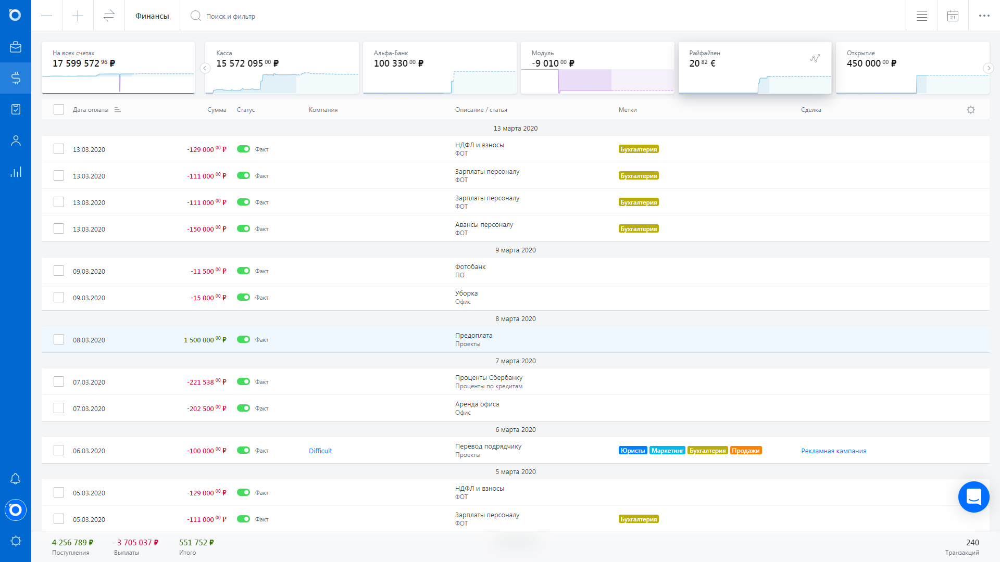 Финансы
Поиск и фильтр
21
На всех счетах
17 599 572 96 ₽
Касса
15 572 095 00 ₽
Альфа-Банк
100 330 00 ₽
Модуль
-9 010 00 ₽
Райфайзен
20 82 €
Открытие
450 000 00 ₽
Дата оплаты Сумма Статус Компания Описание / статья Метки Сделка
13 марта 2020
13.03.2020 -129 000 00 ₽ Факт НДФЛ и взносы Бухгалтерия
ФОТ
13.03.2020 -111 000 00 ₽ Факт Зарплаты персоналу Бухгалтерия
ФОТ
13.03.2020 -111 000 00 ₽ Факт Зарплаты персоналу Бухгалтерия
ФОТ
13.03.2020 -150 000 00 ₽ Факт Авансы персоналу Бухгалтерия
ФОТ
9 марта 2020
09.03.2020 -11 500 00 ₽ Факт Фотобанк
ПО
09.03.2020 -15 000 00 ₽ Факт Уборка
Офис
8 марта 2020
08.03.2020 1 500 000 00 ₽ Факт Предоплата
Проекты
7 марта 2020
07.03.2020 -221 538 00 ₽ Факт Проценты Сбербанку
Проценты по кредитам
07.03.2020 -202 500 00 ₽ Факт Аренда офиса
Офис
6 марта 2020
06.03.2020 -100 000 00 ₽ Факт Difficult Перевод подрядчику Юристы Маркетинг Бухгалтерия Продажи Рекламная кампания
Проекты
5 марта 2020
05.03.2020 -129 000 00 ₽ Факт НДФЛ и взносы
ФОТ
05.03.2020 -111 000 00 ₽ Факт Зарплаты персоналу Бухгалтерия
ФОТ
4 256 789 ₽ -3 705 037 ₽ 551 752 ₽ 240
Поступления Выплаты Итого Транзакций